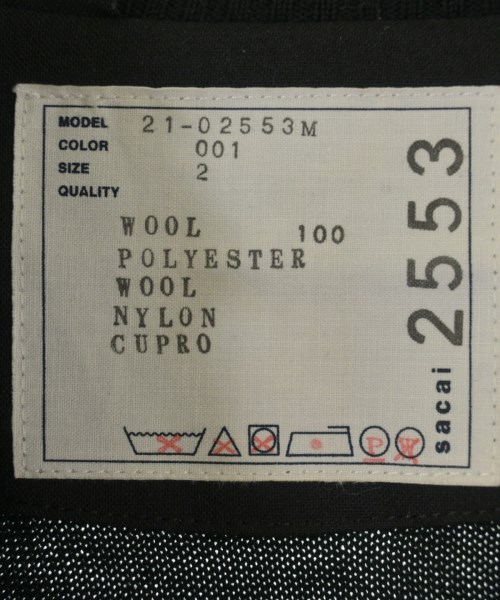 MODEL 21-02553M
COLOR 001
SIZE 2
QUALITY
WOOL 100
POLYESTER
WOOL
NYLON
CUPRO
P W
sacai 2553